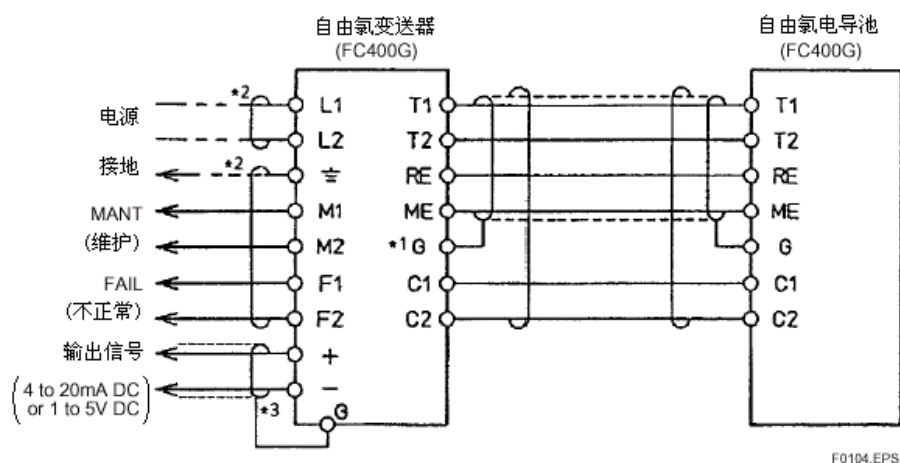 自由氯变送器
(FC400G)
自由氯电导池
(FC400G)
电源
*2
L1
L2
接地
*2
⏚
MANT
(维护)
M1
M2
FAIL
(不正常)
F1
F2
输出信号
(4 to 20mA DC
or 1 to 5V DC)
+
−
*3
G
T1
T2
RE
ME
*1 G
C1
C2
T1
T2
RE
ME
G
C1
C2
F0104.EPS